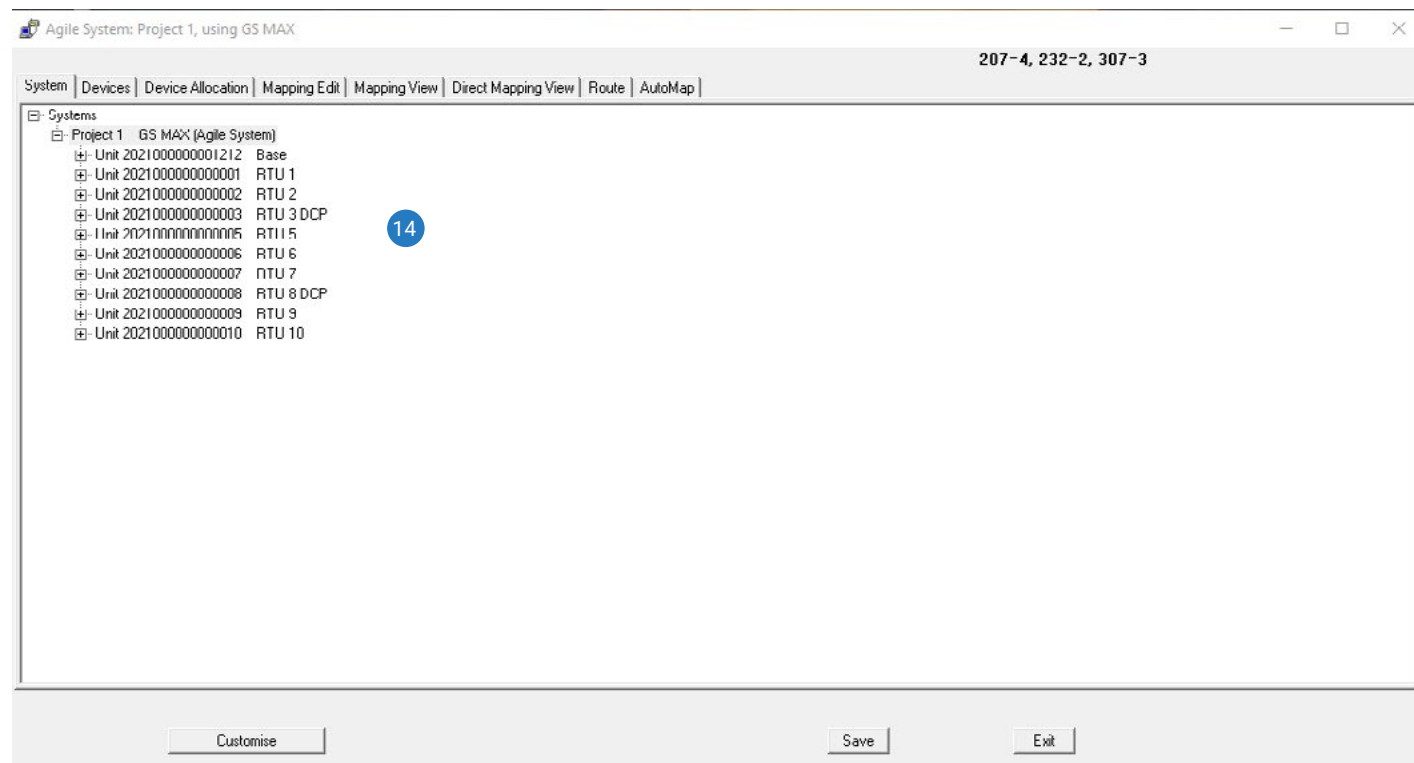 Agile System: Project 1, using GS MAX
207-4, 232-2, 307-3
System Devices Device Allocation Mapping Edit Mapping View Direct Mapping View Route AutoMap
Systems
Project 1 GS MAX (Agile System)
Unit 2021000000001212 Base
Unit 2021000000000001 RTU 1
Unit 2021000000000002 RTU 2
Unit 2021000000000003 RTU 3 DCP
14
Unit 2021000000000005 RTU 5
Unit 2021000000000006 RTU 6
Unit 2021000000000007 RTU 7
Unit 2021000000000008 RTU 8 DCP
Unit 2021000000000009 RTU 9
Unit 2021000000000010 RTU 10
Customise Save Exit